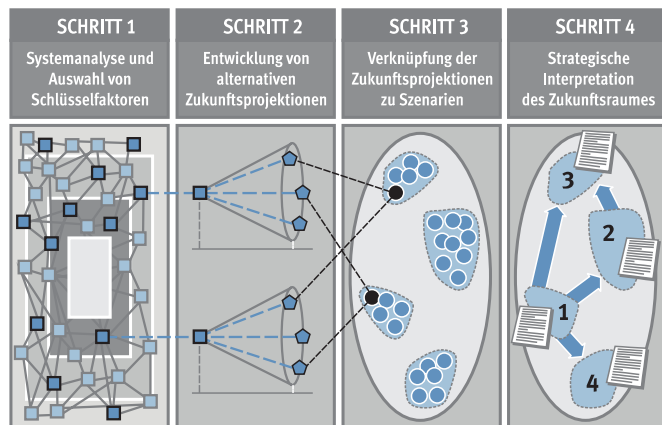 SCHRITT 1
Systemanalyse und
Auswahl von
Schlüsselfaktoren
SCHRITT 2
Entwicklung von
alternativen
Zukunftsprojektionen
SCHRITT 3
Verknüpfung der
Zukunftsprojektionen
zu Szenarien
SCHRITT 4
Strategische
Interpretation
des Zukunftsraumes
3
2
1
4